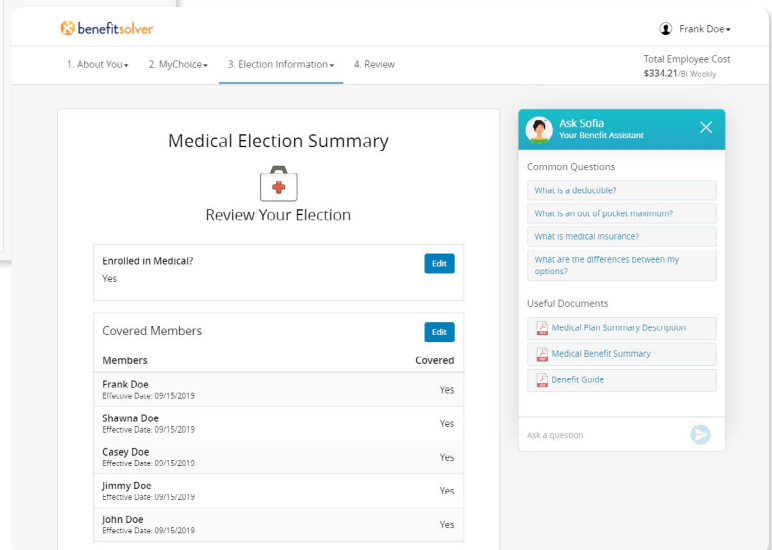 benefitsolver
Frank Doe
1. About You 2. MyChoice 3. Election Information 4. Review
Total Employee Cost
$334.21/Bi Weekly
Medical Election Summary
Review Your Election
Enrolled in Medical?
Edit
Yes
Covered Members
Edit
Members Covered
Frank Doe
Effective Date: 09/15/2019
Yes
Shawna Doe
Effective Date: 09/15/2019
Yes
Casey Doe
Effective Date: 09/15/2019
Yes
Jimmy Doe
Effective Date: 09/15/2019
Yes
John Doe
Effective Date: 09/15/2019
Yes
Ask Sofia
Your Benefit Assistant
Common Questions
What is a deductible?
What is an out of pocket maximum?
What is medical insurance?
What are the differences between my
options?
Useful Documents
PDF Medical Plan Summary Description
PDF Medical Benefit Summary
PDF Benefit Guide
Ask a question